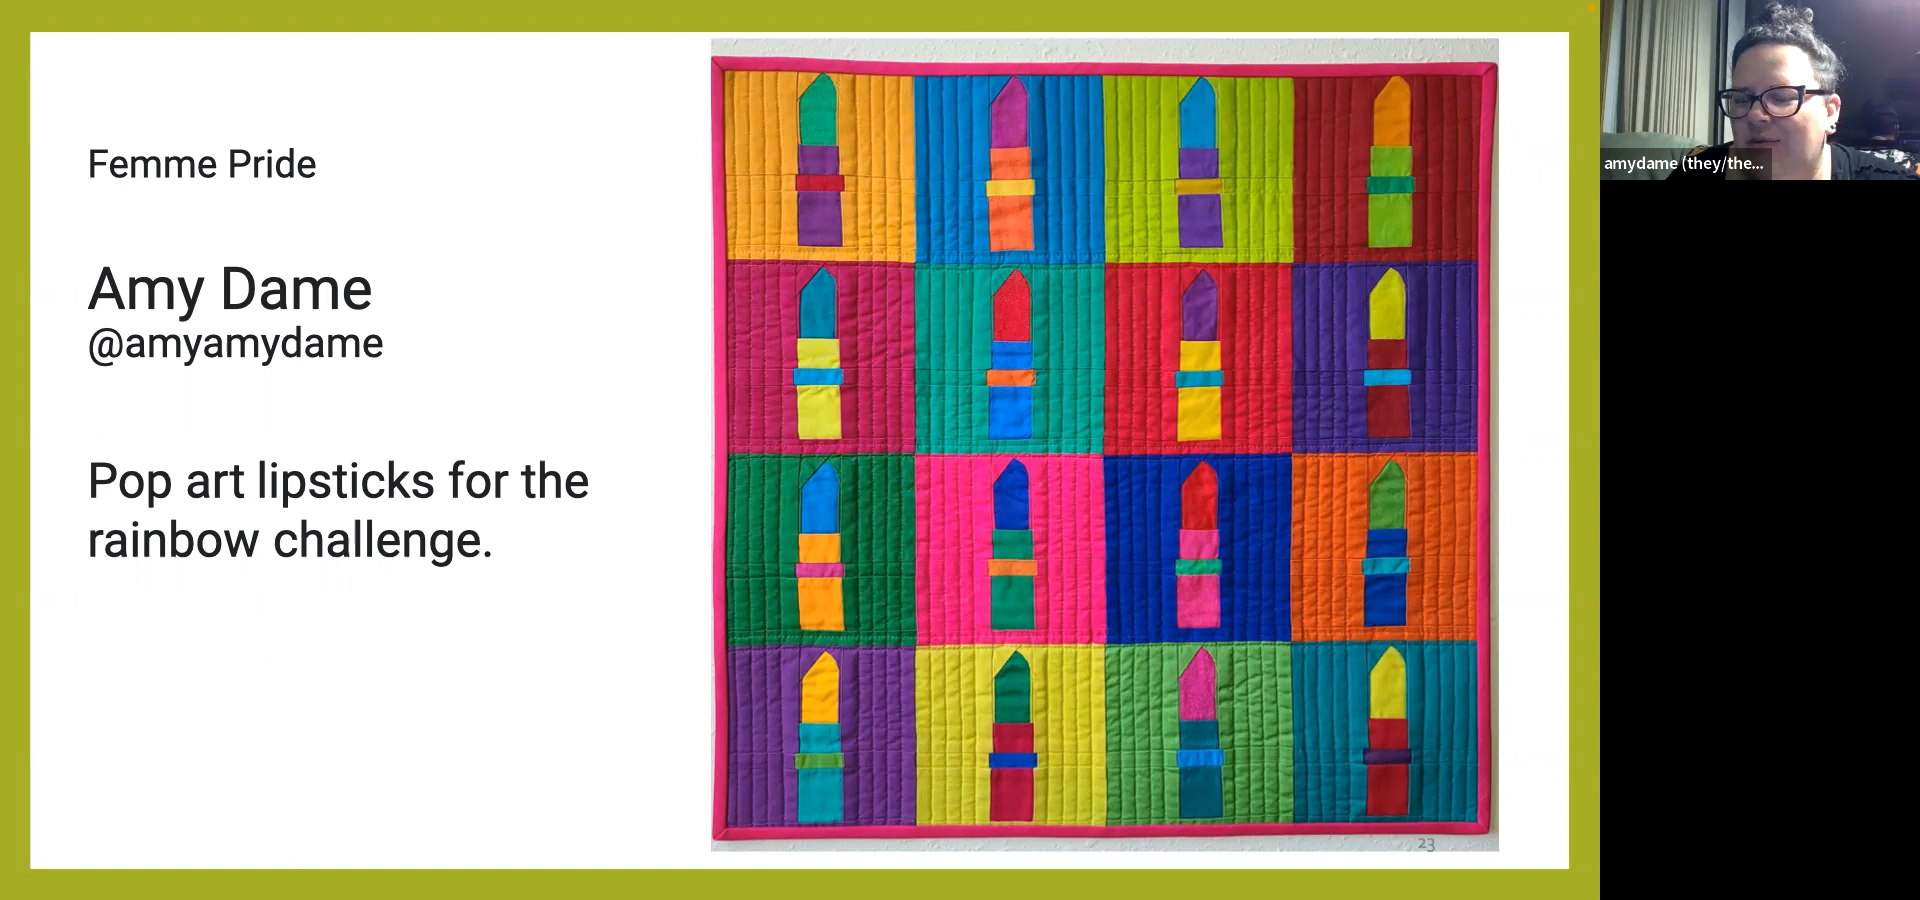 Femme Pride
Amy Dame
@amyamydame
Pop art lipsticks for the
rainbow challenge.
23
amydame (they/the...